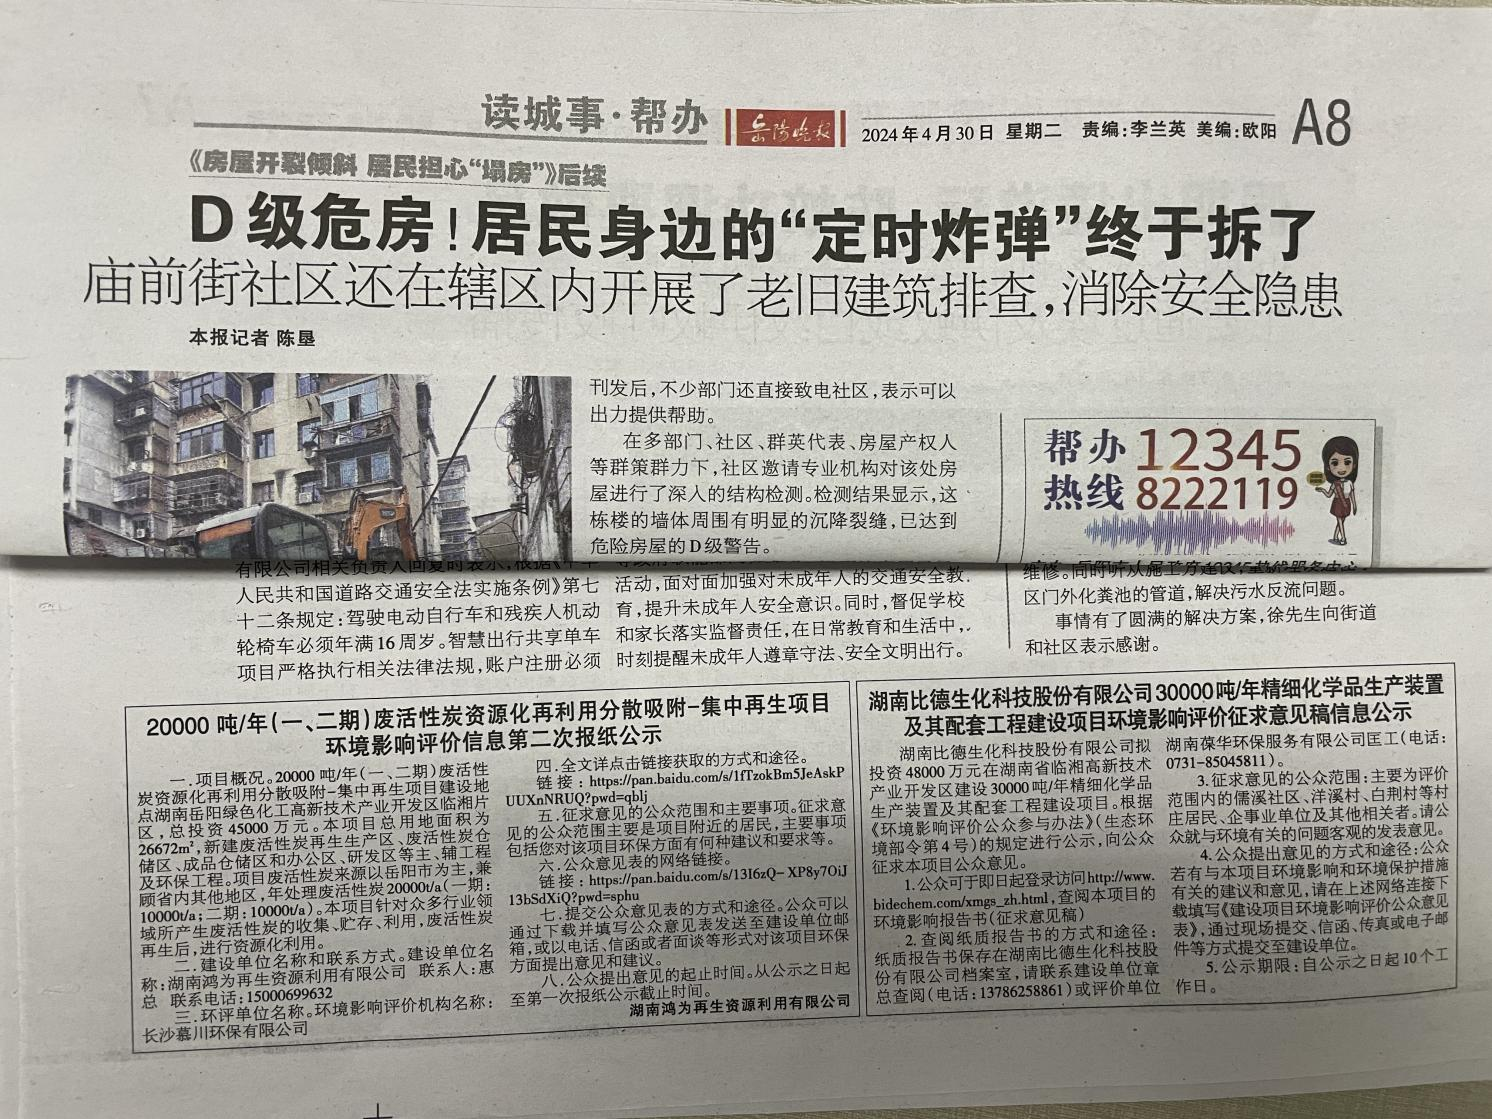 读城事·帮办
岳阳晚报
2024年4月30日 星期二 责编:李兰英 美编:欧阳
A8
《房屋开裂倾斜 居民担心“塌房”》后续
D级危房!居民身边的“定时炸弹”终于拆了
庙前街社区还在辖区内开展了老旧建筑排查,消除安全隐患
本报记者 陈垦
刊发后,不少部门还直接致电社区,表示可以
出力提供帮助。
在多部门、社区、群英代表、房屋产权人
等群策群力下,社区邀请专业机构对该处房
屋进行了深入的结构检测。检测结果显示,这
栋楼的墙体周围有明显的沉降裂缝,已达到
危险房屋的D级警告。
帮办 12345
热线 8222119
有限公司相关负责人回复时表示,根据《中华
人民共和国道路交通安全法实施条例》第七
十二条规定:驾驶电动自行车和残疾人机动
轮椅车必须年满16周岁。智慧出行共享单车
项目严格执行相关法律法规,账户注册必须
活动,面对面加强对未成年人的交通安全教
育,提升未成年人安全意识。同时,督促学校
和家长落实监督责任,在日常教育和生活中,
时刻提醒未成年人遵章守法、安全文明出行。
区门外化粪池的管道,解决污水反流问题。
事情有了圆满的解决方案,徐先生向街道
和社区表示感谢。
20000吨/年(一、二期)废活性炭资源化再利用分散吸附-集中再生项目
环境影响评价信息第二次报纸公示
一.项目概况。20000吨/年(一、二期)废活性
炭资源化再利用分散吸附-集中再生项目建设地
点湖南岳阳绿色化工高新技术产业开发区临湘片
区,总投资45000万元。本项目总用地面积为
26672m²,新建废活性炭再生生产区、废活性炭仓
储区、成品仓储区和办公区、研发区等主、辅工程
及环保工程。项目废活性炭来源以岳阳市为主,兼
顾省内其他地区,年处理废活性炭20000t/a(一期:
10000t/a;二期:10000t/a)。本项目针对众多行业领
域所产生废活性炭的收集、贮存、利用,废活性炭
再生后,进行资源化利用。
二.建设单位名称和联系方式。建设单位名
称:湖南鸿为再生资源利用有限公司 联系人:惠
总 联系电话:15000699632
三.环评单位名称。环境影响评价机构名称:
长沙慕川环保有限公司
四.全文详点击链接获取的方式和途径。
链接:https://pan.baidu.com/s/1fTzokBm5JeAskP
UUXnNRUQ?pwd=qblj
五.征求意见的公众范围和主要事项。征求意
见的公众范围主要是项目附近的居民,主要事项
包括您对该项目环保方面有何种建议和要求等。
六.公众意见表的网络链接。
链接:https://pan.baidu.com/s/13I6zQ-XP8y7OiJ
13bSdXiQ?pwd=sphu
七.提交公众意见表的方式和途径。公众可以
通过下载并填写公众意见表发送至建设单位邮
箱,或以电话、信函或者面谈等形式对该项目环保
方面提出意见和建议。
八.公众提出意见的起止时间。从公示之日起
至第一次报纸公示截止时间。
湖南鸿为再生资源利用有限公司
湖南比德生化科技股份有限公司30000吨/年精细化学品生产装置
及其配套工程建设项目环境影响评价征求意见稿信息公示
湖南比德生化科技股份有限公司拟
投资48000万元在湖南省临湘高新技术
产业开发区建设30000吨/年精细化学品
生产装置及其配套工程建设项目。根据
《环境影响评价公众参与办法》(生态环
境部令第4号)的规定进行公示,向公众
征求本项目公众意见。
1.公众可于即日起登录访问http://www.
bidechem.com/xmgs_zh.html,查阅本项目的
环境影响报告书(征求意见稿)
2.查阅纸质报告书的方式和途径:
纸质报告书保存在湖南比德生化科技股
份有限公司档案室,请联系建设单位章
总查阅(电话:13786258861)或评价单位
湖南葆华环保服务有限公司匡工(电话:
0731-85045811)。
3.征求意见的公众范围:主要为评价
范围内的儒溪社区、洋溪村、白荆村等村
庄居民、企事业单位及其他相关者。请公
众就与环境有关的问题客观的发表意见。
4.公众提出意见的方式和途径:公众
若有与本项目环境影响和环境保护措施
有关的建议和意见,请在上述网络连接下
载填写《建设项目环境影响评价公众意见
表》,通过现场提交、信函、传真或电子邮
件等方式提交至建设单位。
5.公示期限:自公示之日起10个工
作日。